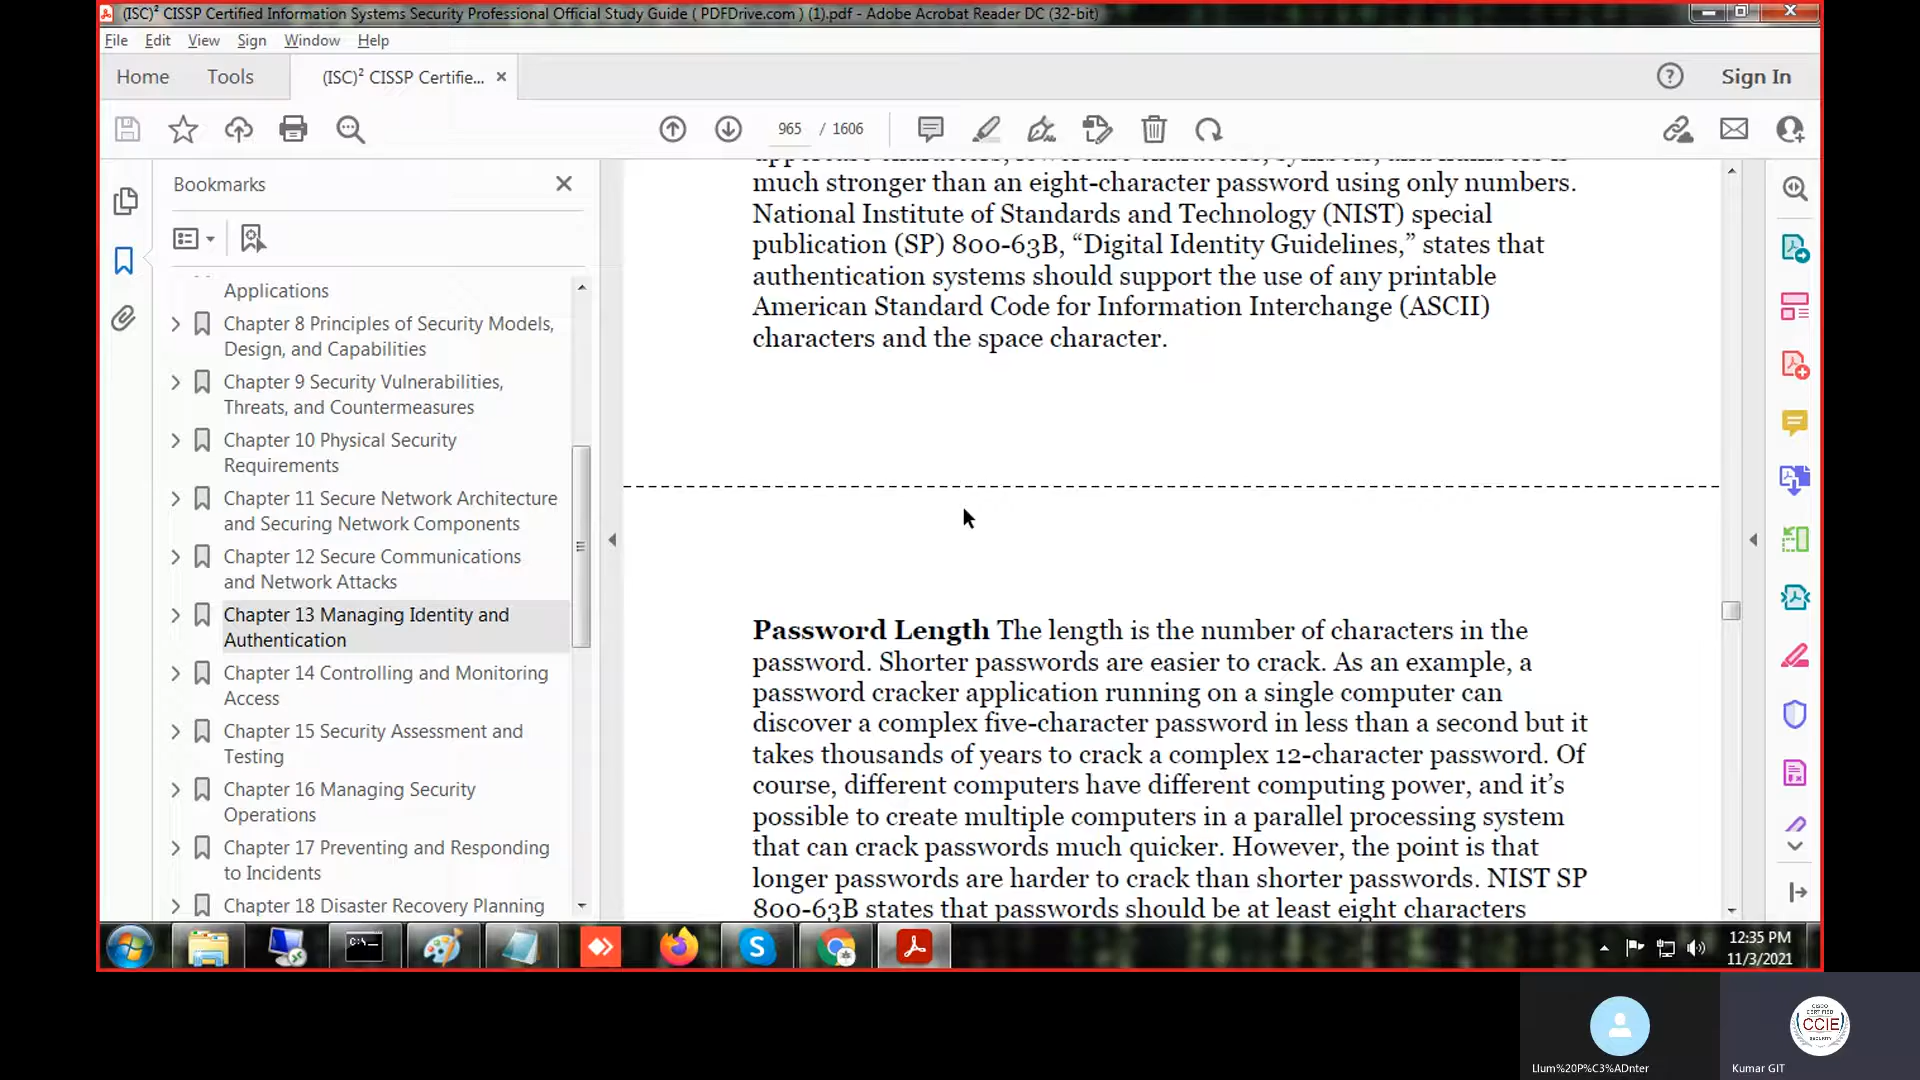 (ISC)² CISSP Certified Information Systems Security Professional Official Study Guide ( PDFDrive.com ) (1).pdf - Adobe Acrobat Reader DC (32-bit)
File Edit View Sign Window Help
Home Tools (ISC)² CISSP Certifie... Sign In
965 / 1606
Bookmarks
Applications
Chapter 8 Principles of Security Models,
Design, and Capabilities
Chapter 9 Security Vulnerabilities,
Threats, and Countermeasures
Chapter 10 Physical Security
Requirements
Chapter 11 Secure Network Architecture
and Securing Network Components
Chapter 12 Secure Communications
and Network Attacks
Chapter 13 Managing Identity and
Authentication
Chapter 14 Controlling and Monitoring
Access
Chapter 15 Security Assessment and
Testing
Chapter 16 Managing Security
Operations
Chapter 17 Preventing and Responding
to Incidents
Chapter 18 Disaster Recovery Planning
uppercase characters, lowercase characters, symbols, and numbers is
much stronger than an eight-character password using only numbers.
National Institute of Standards and Technology (NIST) special
publication (SP) 800-63B, “Digital Identity Guidelines,” states that
authentication systems should support the use of any printable
American Standard Code for Information Interchange (ASCII)
characters and the space character.
Password Length The length is the number of characters in the
password. Shorter passwords are easier to crack. As an example, a
password cracker application running on a single computer can
discover a complex five-character password in less than a second but it
takes thousands of years to crack a complex 12-character password. Of
course, different computers have different computing power, and it’s
possible to create multiple computers in a parallel processing system
that can crack passwords much quicker. However, the point is that
longer passwords are harder to crack than shorter passwords. NIST SP
800-63B states that passwords should be at least eight characters
C:\
12:35 PM
11/3/2021
CISCO
CERTIFIED
CCIE
SECURITY
Llum%20P%C3%ADnter
Kumar GIT